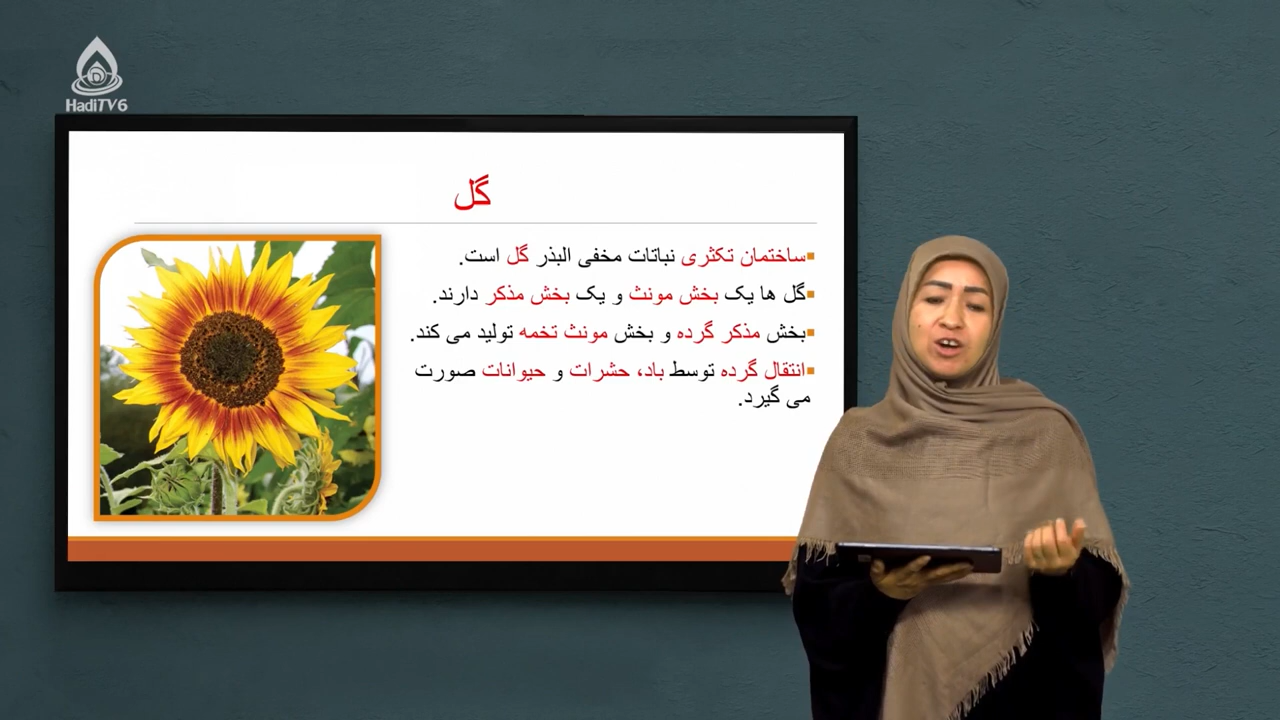 HadiTV6
گل
ساختمان تکثری نباتات مخفی البذر گل است.
گل ها یک بخش مونث و یک بخش مذکر دارند.
بخش مذکر گرده و بخش مونث تخمه تولید می کند.
انتقال گرده توسط باد، حشرات و حیوانات صورت
می گیرد.